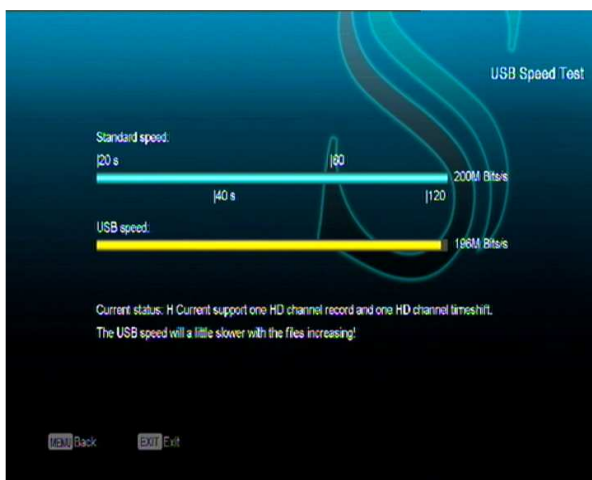 USB Speed Test
Standard speed:
|20 s |60
200M Bits/s
|40 s |120
USB speed:
196M Bits/s
Current status: H Current support one HD channel record and one HD channel timeshift.
The USB speed will a little slower with the files increasing!
MENU Back EXIT Exit